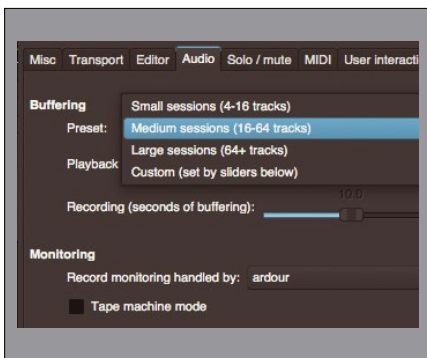 Misc Transport Editor Audio Solo / mute MIDI User interacti
Buffering
Small sessions (4-16 tracks)
Preset: Medium sessions (16-64 tracks)
Large sessions (64+ tracks)
Playback
Custom (set by sliders below)
10.0
Recording (seconds of buffering):
Monitoring
Record monitoring handled by: ardour
Tape machine mode